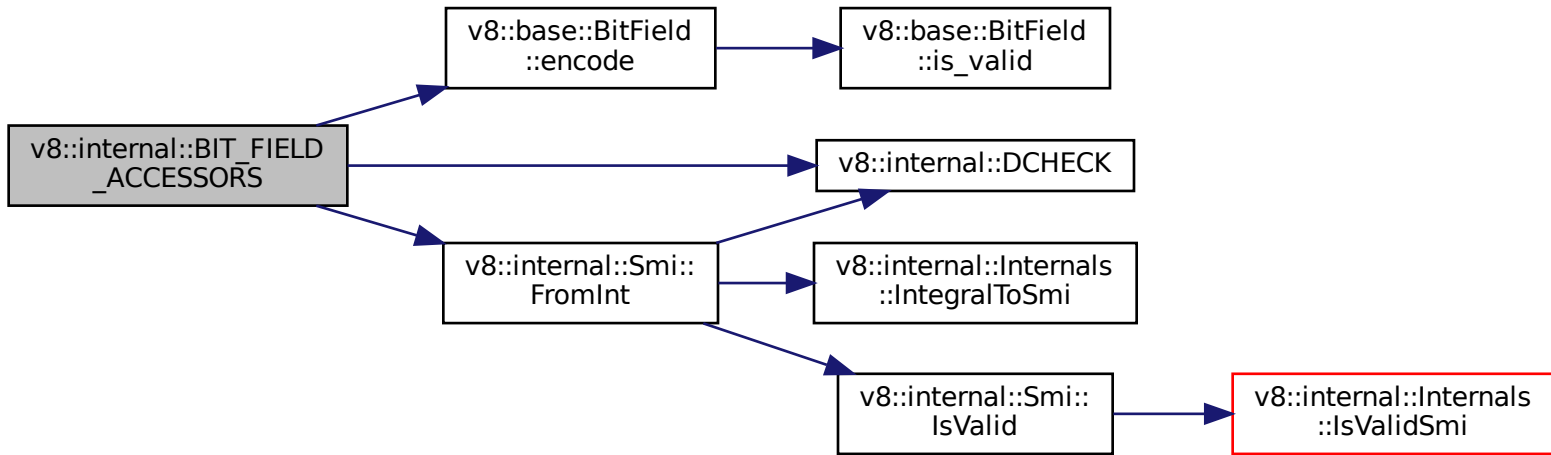 v8::base::BitField
::encode
v8::base::BitField
::is_valid
v8::internal::BIT_FIELD
_ACCESSORS
v8::internal::DCHECK
v8::internal::Smi::
FromInt
v8::internal::Internals
::IntegralToSmi
v8::internal::Smi::
IsValid
v8::internal::Internals
::IsValidSmi